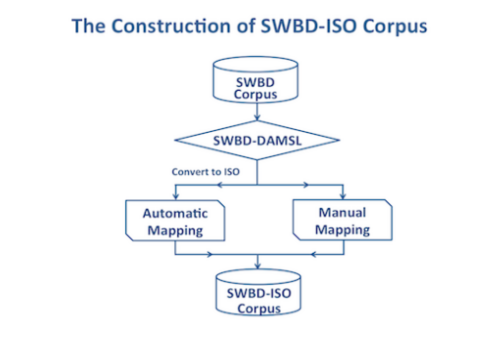 The Construction of SWBD-ISO Corpus
SWBD
Corpus
SWBD-DAMSL
Convert to ISO
Automatic
Mapping
Manual
Mapping
SWBD-ISO
Corpus